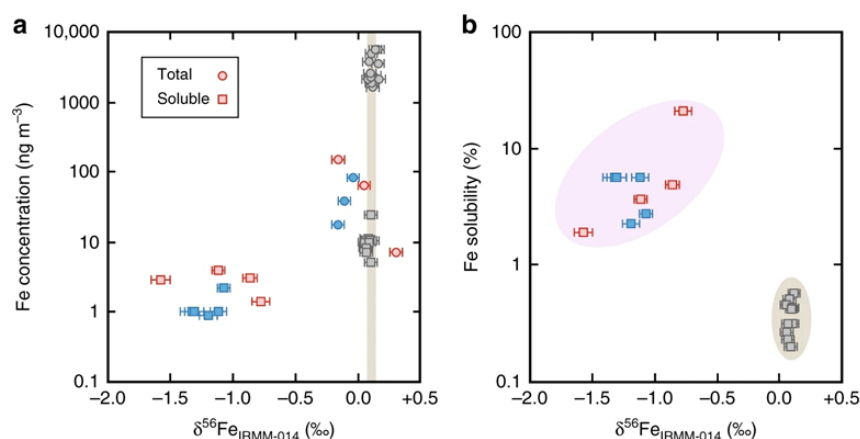 a
Fe concentration (ng m⁻³)
10,000
1000
100
10
1
0.1
Total
Soluble
−2.0 −1.5 −1.0 −0.5 0 +0.5
δ⁵⁶Fe_IRMM-014 (‰)
b
Fe solubility (%)
100
10
1
0.1
−2.0 −1.5 −1.0 −0.5 0 +0.5
δ⁵⁶Fe_IRMM-014 (‰)